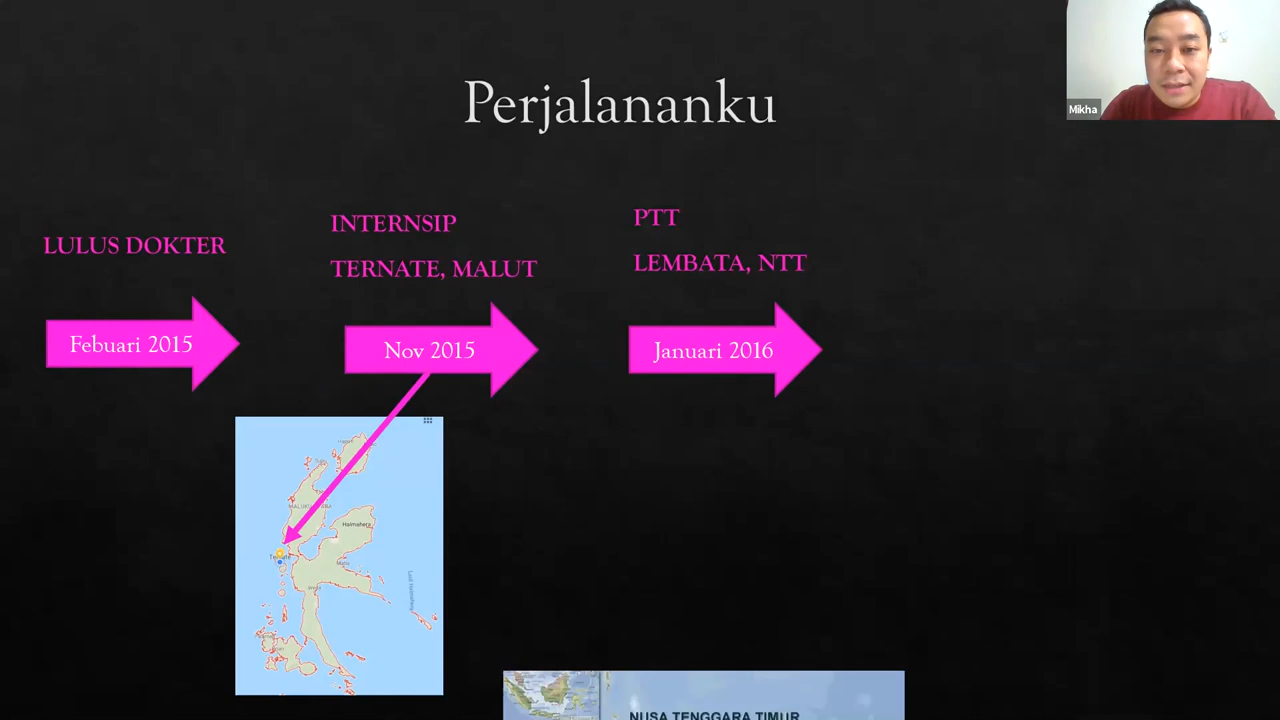 Perjalananku
Mikha
LULUS DOKTER
INTERNSIP
TERNATE, MALUT
PTT
LEMBATA, NTT
Febuari 2015
Nov 2015
Januari 2016
Halmahera
Ternate
NUSA TENGGARA TIMUR